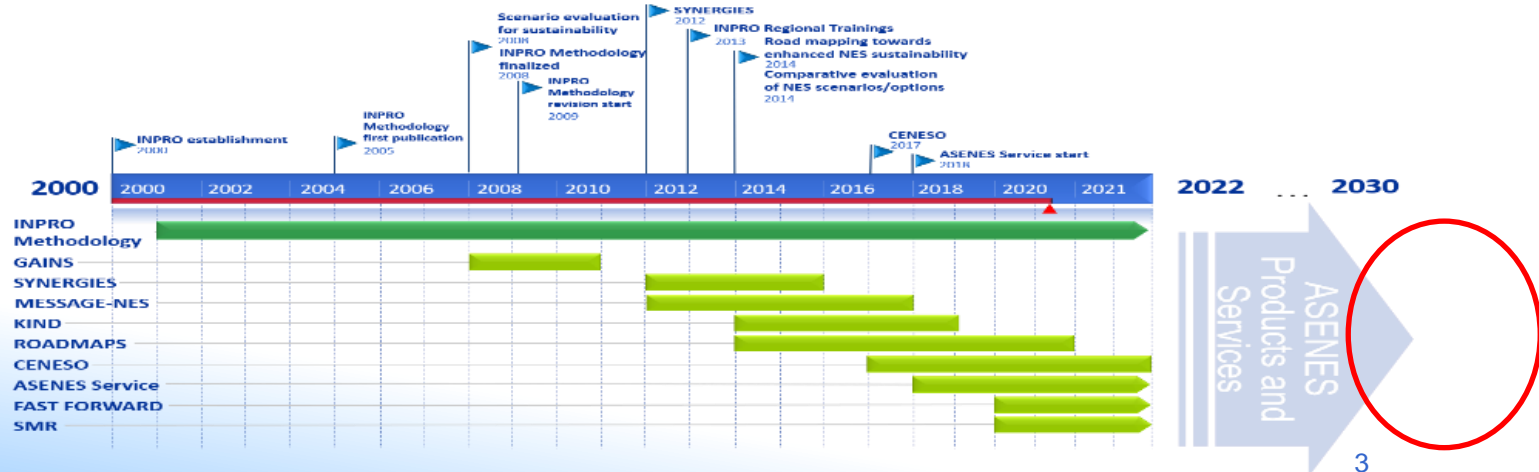 Scenario evaluation
for sustainability
2008
INPRO Methodology
finalized
2008
INPRO
Methodology
revision start
2009
SYNERGIES
2012
INPRO Regional Trainings
2013
Road mapping towards
enhanced NES sustainability
2014
Comparative evaluation
of NES scenarios/options
2014
INPRO establishment
2000
INPRO
Methodology
first publication
2005
CENESO
2017
ASENES Service start
2018
2000
2000 2002 2004 2006 2008 2010 2012 2014 2016 2018 2020 2021
2022 ... 2030
INPRO
Methodology
GAINS
SYNERGIES
MESSAGE-NES
KIND
ROADMAPS
CENESO
ASENES Service
FAST FORWARD
SMR
ASENES
Products and
Services
3